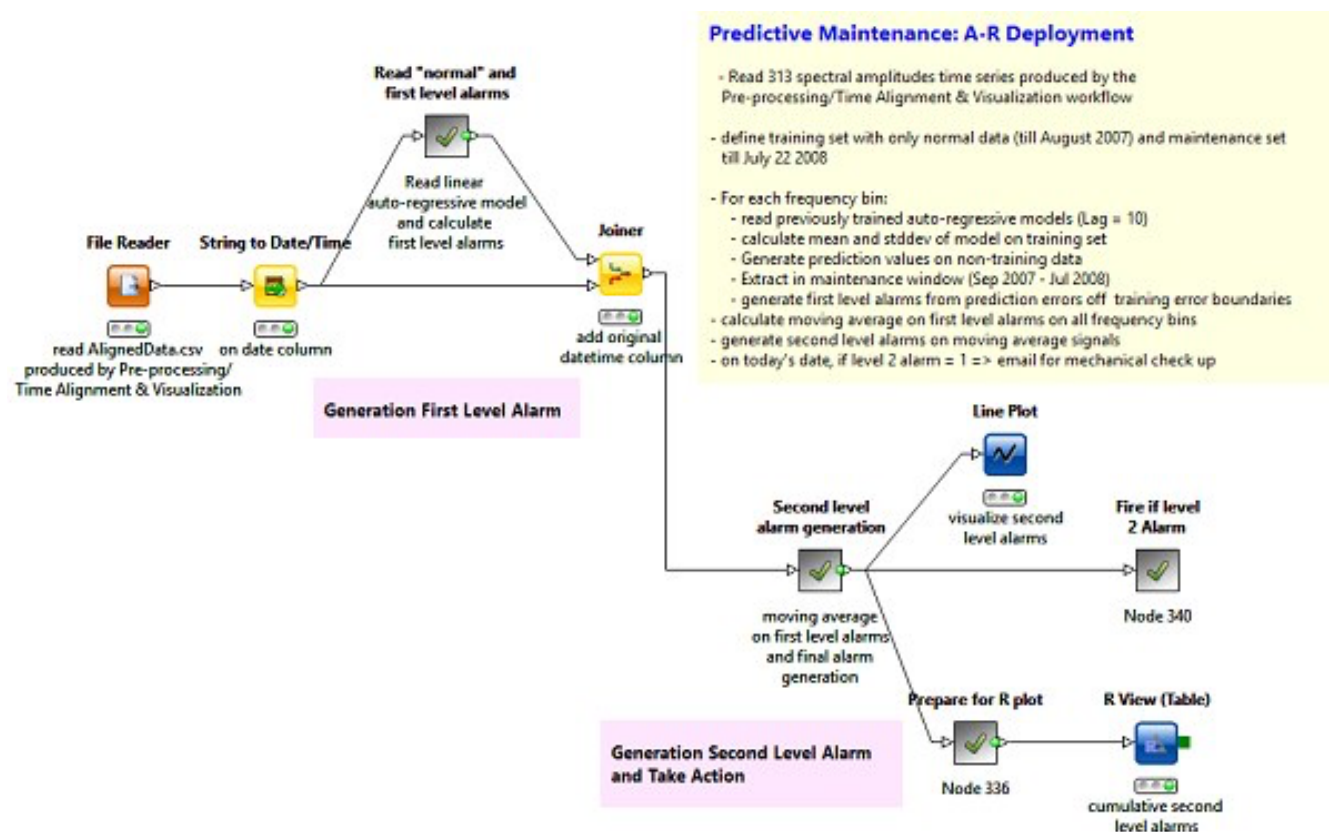 Predictive Maintenance: A-R Deployment
- Read 313 spectral amplitudes time series produced by the
Pre-processing/Time Alignment & Visualization workflow
- define training set with only normal data (till August 2007) and maintenance set
till July 22 2008
- For each frequency bin:
- read previously trained auto-regressive models (Lag = 10)
- calculate mean and stddev of model on training set
- Generate prediction values on non-training data
- Extract in maintenance window (Sep 2007 - Jul 2008)
- generate first level alarms from prediction errors off training error boundaries
- calculate moving average on first level alarms on all frequency bins
- generate second level alarms on moving average signals
- on today's date, if level 2 alarm = 1 => email for mechanical check up
Read "normal" and
first level alarms
Read linear
auto-regressive model
and calculate
first level alarms
File Reader
read AlignedData.csv
produced by Pre-processing/
Time Alignment & Visualization
String to Date/Time
on date column
Joiner
add original
datetime column
Generation First Level Alarm
Line Plot
visualize second
level alarms
Second level
alarm generation
moving average
on first level alarms
and final alarm
generation
Fire if level
2 Alarm
Node 340
Prepare for R plot
Node 336
R View (Table)
R
cumulative second
level alarms
Generation Second Level Alarm
and Take Action